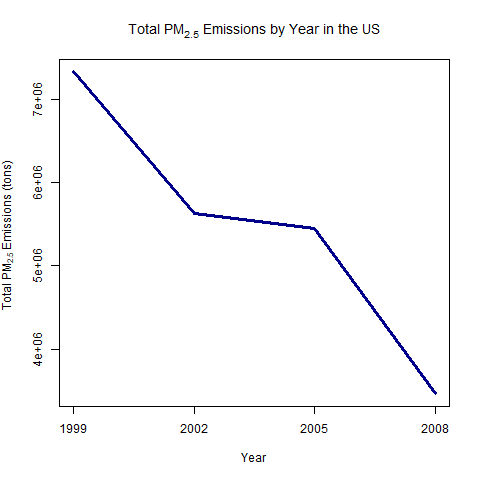 Total PM2.5 Emissions by Year in the US
Total PM2.5 Emissions (tons)
7e+06
6e+06
5e+06
4e+06
1999 2002 2005 2008
Year